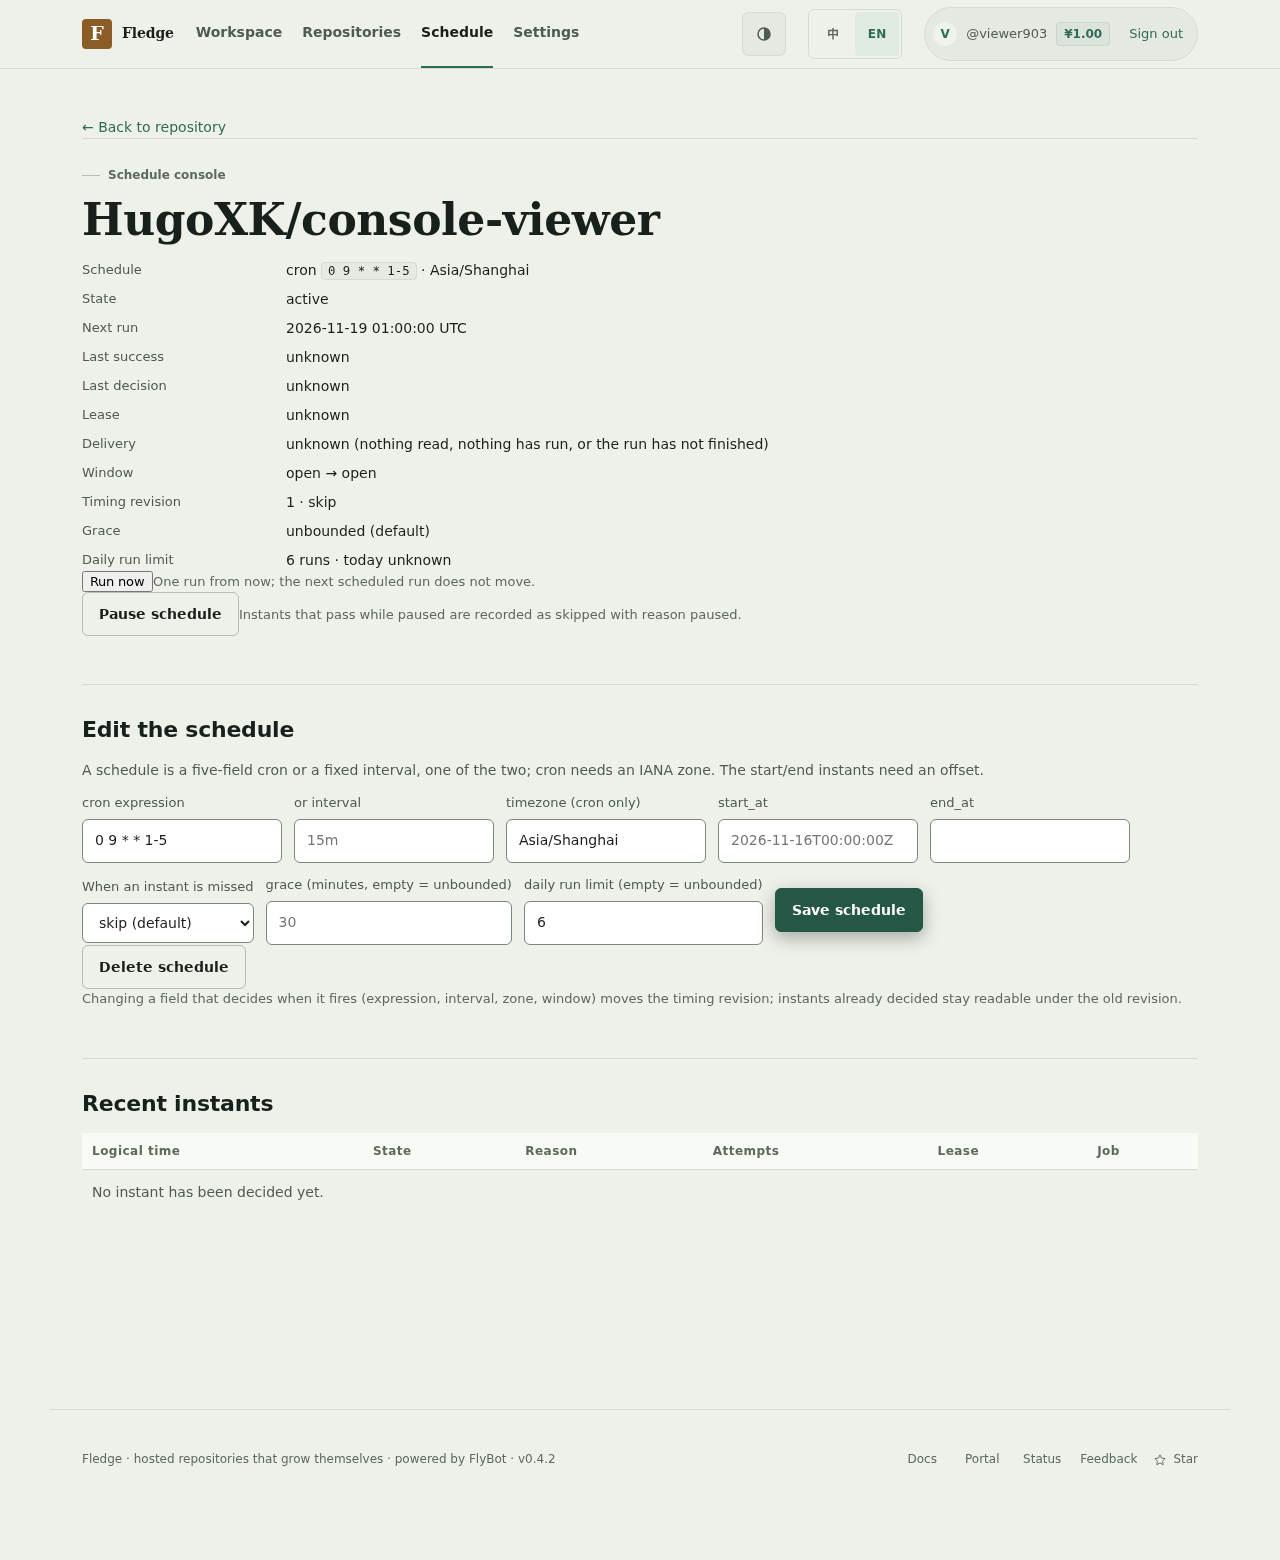 F Fledge Workspace Repositories Schedule Settings 中 EN V @viewer903 ¥1.00 Sign out
← Back to repository
Schedule console
HugoXK/console-viewer
Schedule cron 0 9 * * 1-5 · Asia/Shanghai
State active
Next run 2026-11-19 01:00:00 UTC
Last success unknown
Last decision unknown
Lease unknown
Delivery unknown (nothing read, nothing has run, or the run has not finished)
Window open → open
Timing revision 1 · skip
Grace unbounded (default)
Daily run limit 6 runs · today unknown
Run now One run from now; the next scheduled run does not move.
Pause schedule Instants that pass while paused are recorded as skipped with reason paused.
Edit the schedule
A schedule is a five-field cron or a fixed interval, one of the two; cron needs an IANA zone. The start/end instants need an offset.
cron expression or interval timezone (cron only) start_at end_at
0 9 * * 1-5 15m Asia/Shanghai 2026-11-16T00:00:00Z
When an instant is missed grace (minutes, empty = unbounded) daily run limit (empty = unbounded)
skip (default) 30 6 Save schedule
Delete schedule
Changing a field that decides when it fires (expression, interval, zone, window) moves the timing revision; instants already decided stay readable under the old revision.
Recent instants
Logical time State Reason Attempts Lease Job
No instant has been decided yet.
Fledge · hosted repositories that grow themselves · powered by FlyBot · v0.4.2 Docs Portal Status Feedback Star